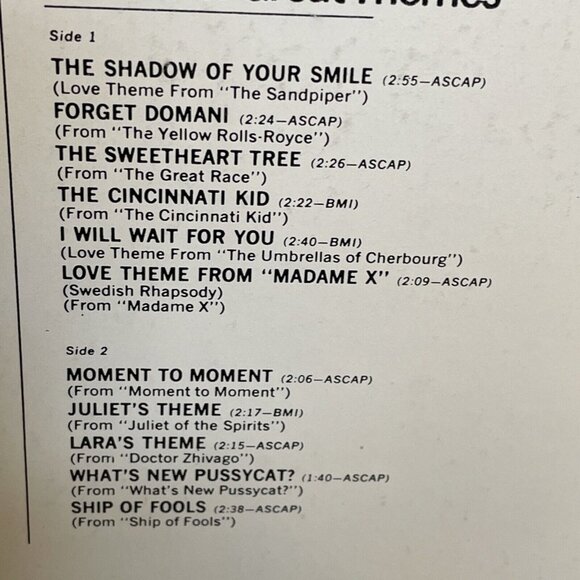 Side 1
THE SHADOW OF YOUR SMILE (2:55—ASCAP)
(Love Theme From "The Sandpiper")
FORGET DOMANI (2:24—ASCAP)
(From "The Yellow Rolls-Royce")
THE SWEETHEART TREE (2:26—ASCAP)
(From "The Great Race")
THE CINCINNATI KID (2:22—BMI)
(From "The Cincinnati Kid")
I WILL WAIT FOR YOU (2:40—BMI)
(Love Theme From "The Umbrellas of Cherbourg")
LOVE THEME FROM "MADAME X" (2:09—ASCAP)
(Swedish Rhapsody)
(From "Madame X")
Side 2
MOMENT TO MOMENT (2:06—ASCAP)
(From "Moment to Moment")
JULIET'S THEME (2:17—BMI)
(From "Juliet of the Spirits")
LARA'S THEME (2:15—ASCAP)
(From "Doctor Zhivago")
WHAT'S NEW PUSSYCAT? (1:40—ASCAP)
(From "What's New Pussycat?")
SHIP OF FOOLS (2:38—ASCAP)
(From "Ship of Fools")